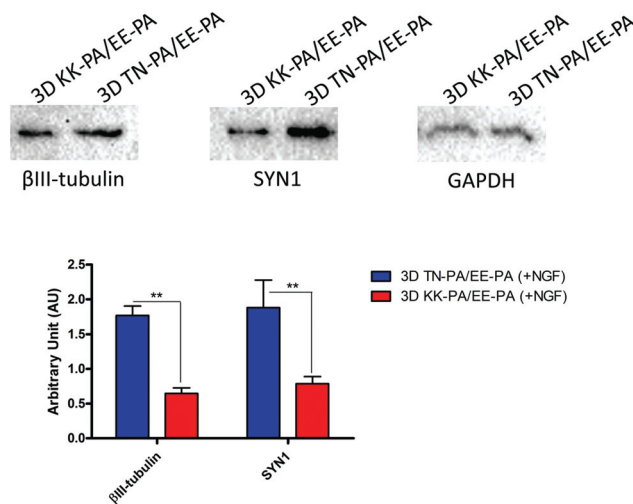 3D KK-PA/EE-PA
3D TN-PA/EE-PA
3D KK-PA/EE-PA
3D TN-PA/EE-PA
3D KK-PA/EE-PA
3D TN-PA/EE-PA
βIII-tubulin
SYN1
GAPDH
2.5
2.0
1.5
1.0
0.5
0.0
Arbitrary Unit (AU)
**
**
βIII-tubulin
SYN1
3D TN-PA/EE-PA (+NGF)
3D KK-PA/EE-PA (+NGF)